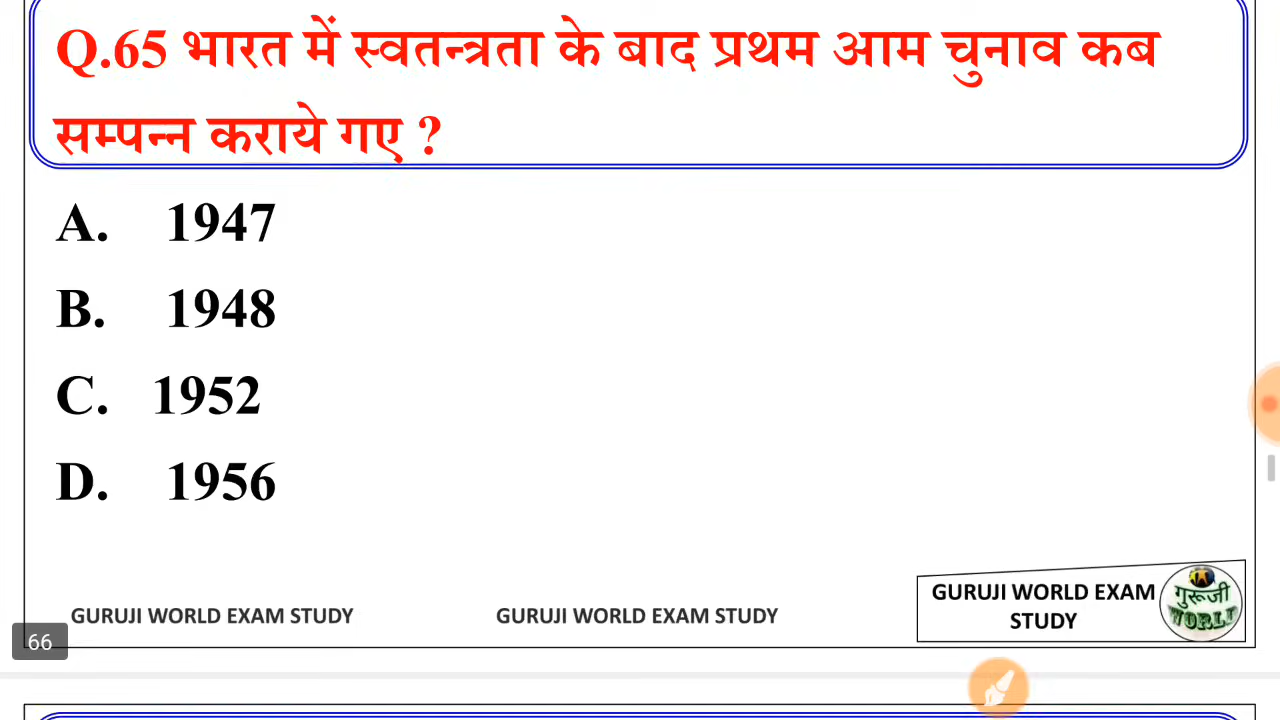 Q.65 भारत में स्वतन्त्रता के बाद प्रथम आम चुनाव कब
सम्पन्न कराये गए ?
A. 1947
B. 1948
C. 1952
D. 1956
GURUJI WORLD EXAM STUDY
GURUJI WORLD EXAM STUDY
GURUJI WORLD EXAM
STUDY
गुरूजी
WORLD
66